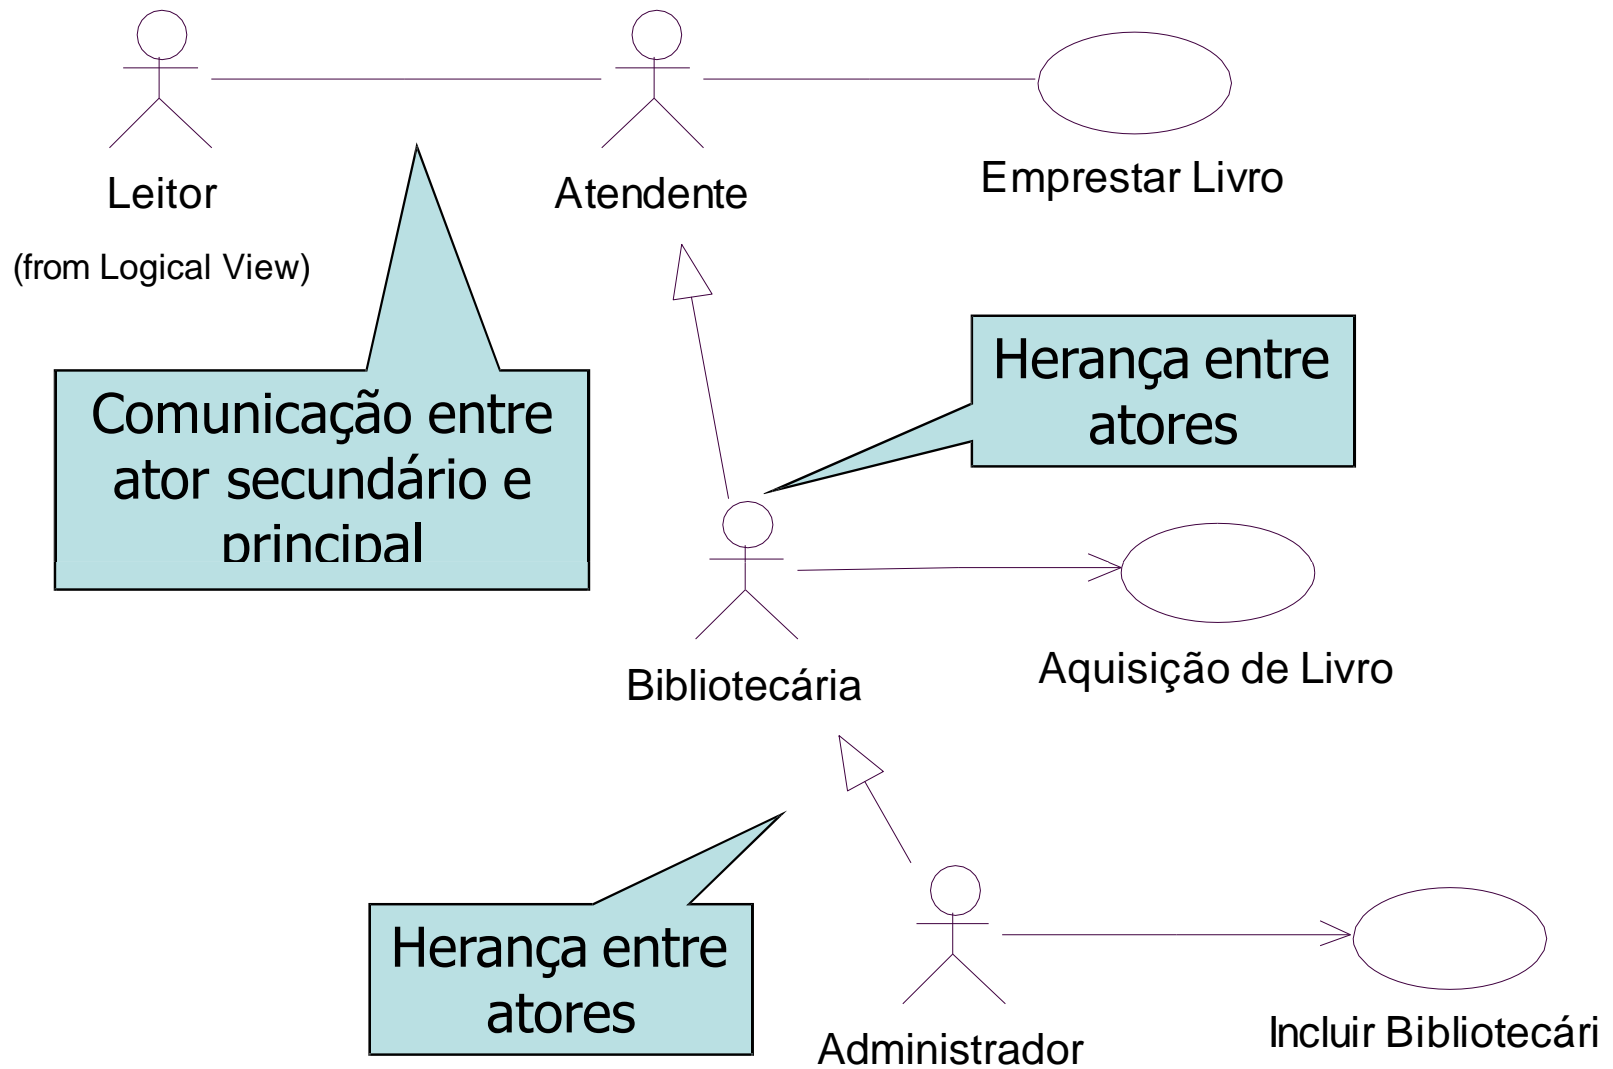 Leitor
(from Logical View)
Atendente
Emprestar Livro
Comunicação entre
ator secundário e
principal
Herança entre
atores
Bibliotecária
Aquisição de Livro
Herança entre
atores
Administrador
Incluir Bibliotecári